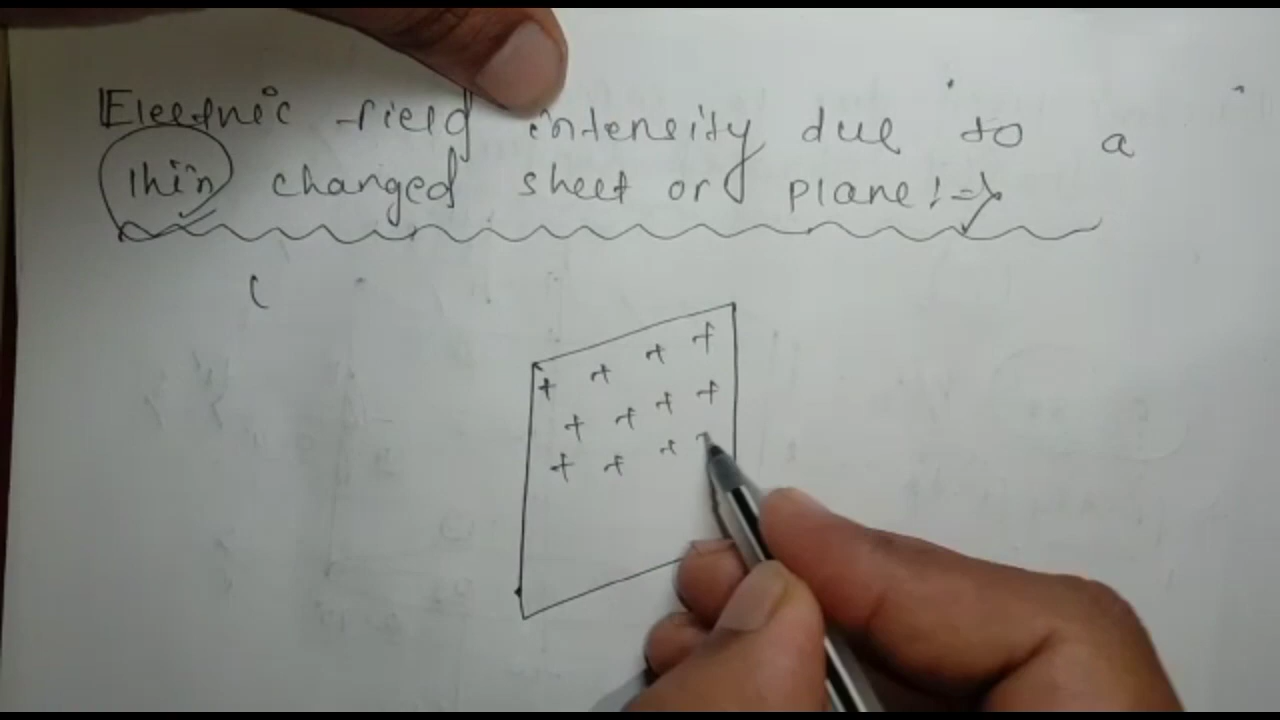 Electric field intensity due to a
thin charged sheet or plane!=>
(
+ + + +
+ + + +
+ + + +